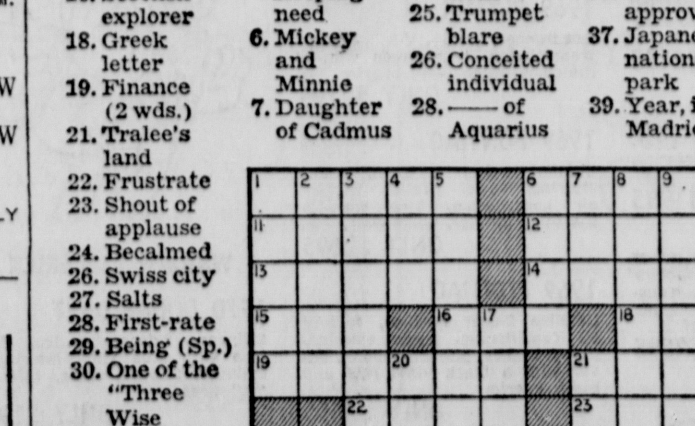 explorer
18. Greek
letter
19. Finance
(2 wds.)
21. Tralee's
land
22. Frustrate
23. Shout of
applause
24. Becalmed
26. Swiss city
27. Salts
28. First-rate
29. Being (Sp.)
30. One of the
"Three
Wise
need
6. Mickey
and
Minnie
7. Daughter
of Cadmus
25. Trumpet
blare
26. Conceited
individual
28. —— of
Aquarius
37.
nation
park
39. Year,
Madri
1 2 3 4 5 6 7 8 9
11 12
13 14
15 16 17 18
19 20 21
22 23